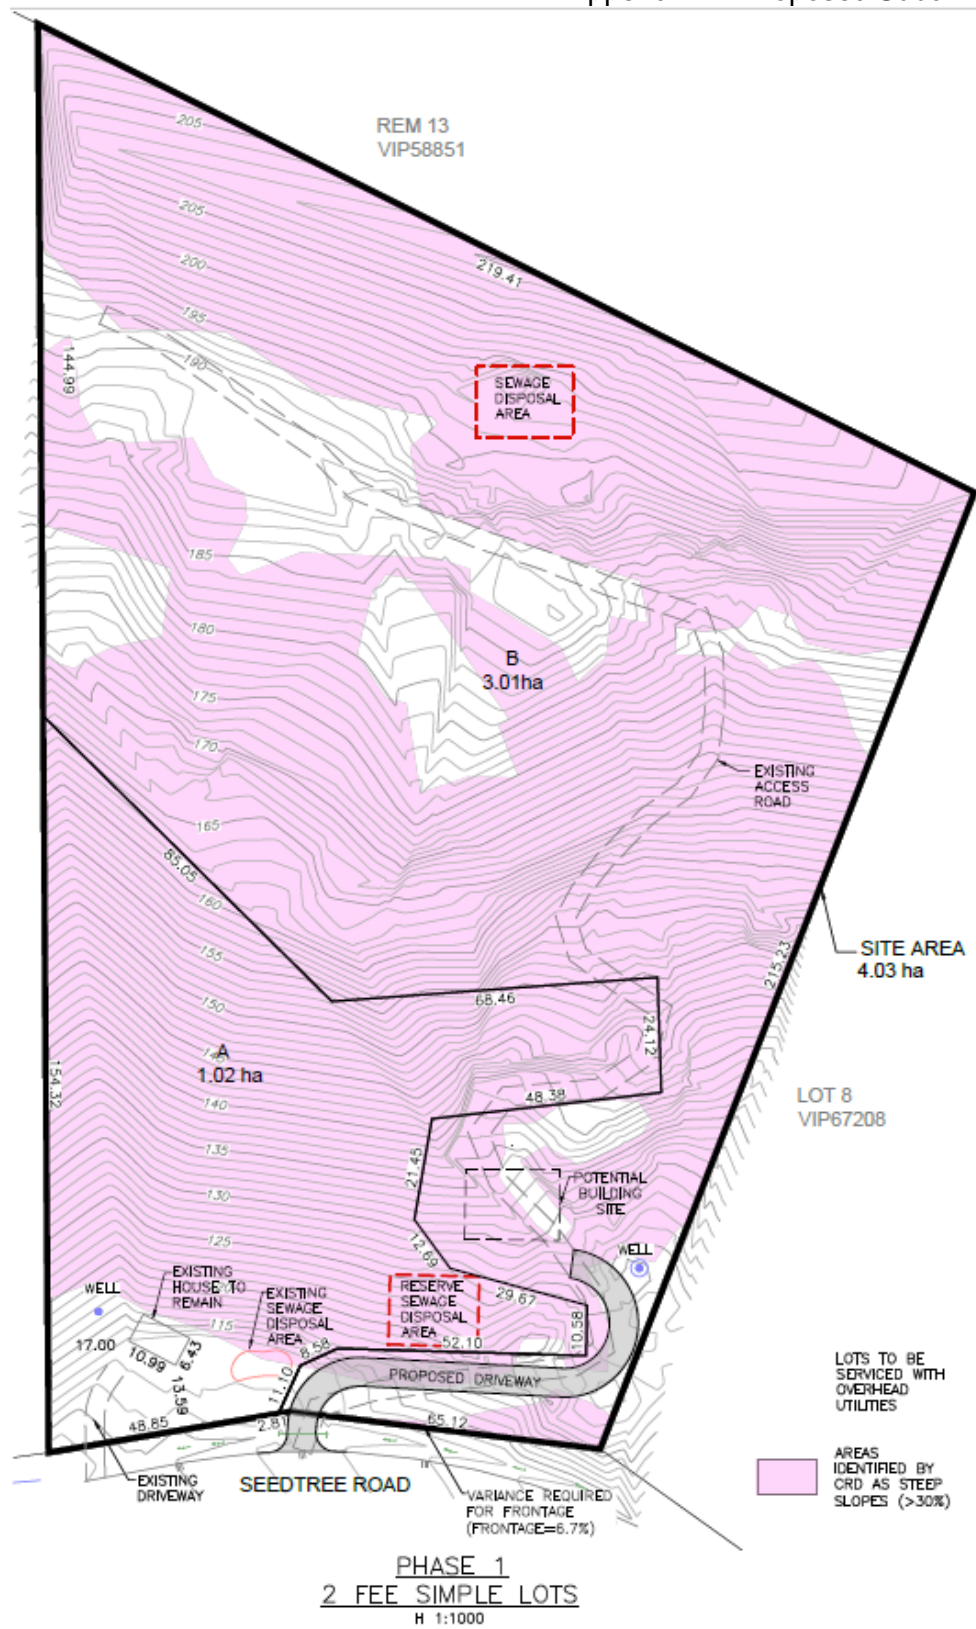 REM 13
VIP58851
205
219.41
205
200
195
190
144.99
SEWAGE
DISPOSAL
AREA
185
180
B
3.01ha
175
170
EXISTING
ACCESS
ROAD
165
85.05
160
155
SITE AREA
4.03 ha
215.23
150
68.46
24.12
A
1.02 ha
154.32
140
48.38
LOT 8
VIP67208
135
21.45
130
POTENTIAL
BUILDING
SITE
125
12.69
WELL
EXISTING
HOUSE TO
REMAIN
WELL
EXISTING
SEWAGE
DISPOSAL
AREA
RESERVE
SEWAGE
DISPOSAL
AREA
29.67
115
10.58
52.10
17.00
10.99
6.43
8.58
13.59
11.10
PROPOSED DRIVEWAY
LOTS TO BE
SERVICED WITH
OVERHEAD
UTILITIES
48.85
2.81
65.12
EXISTING
DRIVEWAY
SEEDTREE ROAD
VARIANCE REQUIRED
FOR FRONTAGE
(FRONTAGE=6.7%)
AREAS
IDENTIFIED BY
CRD AS STEEP
SLOPES (>30%)
PHASE 1
2 FEE SIMPLE LOTS
H 1:1000